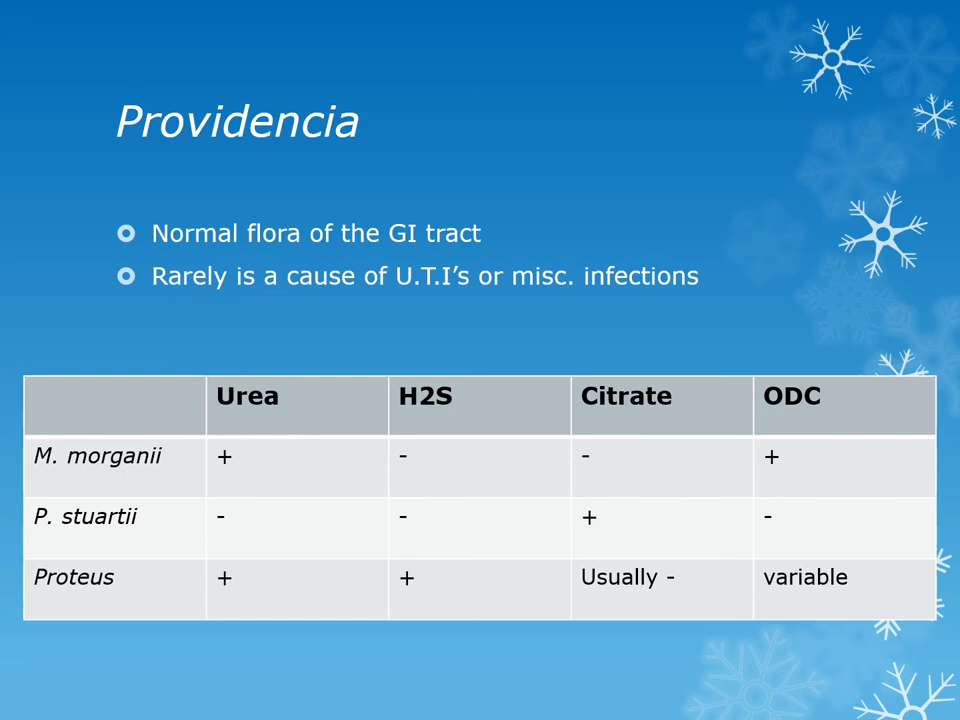 Providencia
Normal flora of the GI tract
Rarely is a cause of U.T.I’s or misc. infections
Urea H2S Citrate ODC
M. morganii + - - +
P. stuartii - - + -
Proteus + + Usually - variable